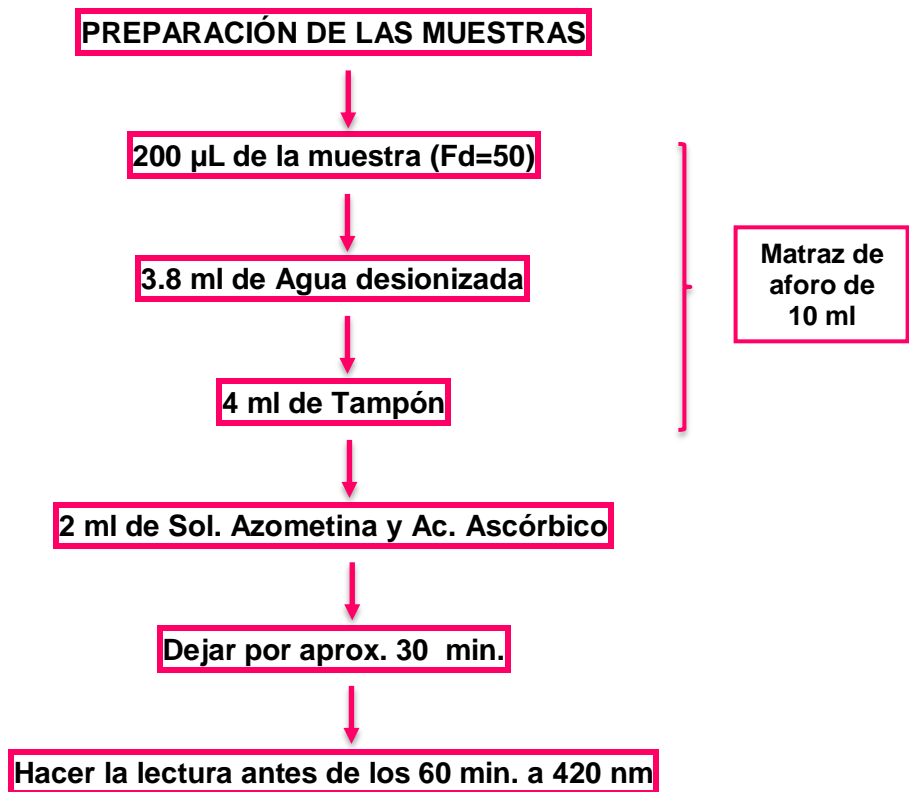 PREPARACIÓN DE LAS MUESTRAS
200 µL de la muestra (Fd=50)
3.8 ml de Agua desionizada
4 ml de Tampón
Matraz de
aforo de
10 ml
2 ml de Sol. Azometina y Ac. Ascórbico
Dejar por aprox. 30 min.
Hacer la lectura antes de los 60 min. a 420 nm